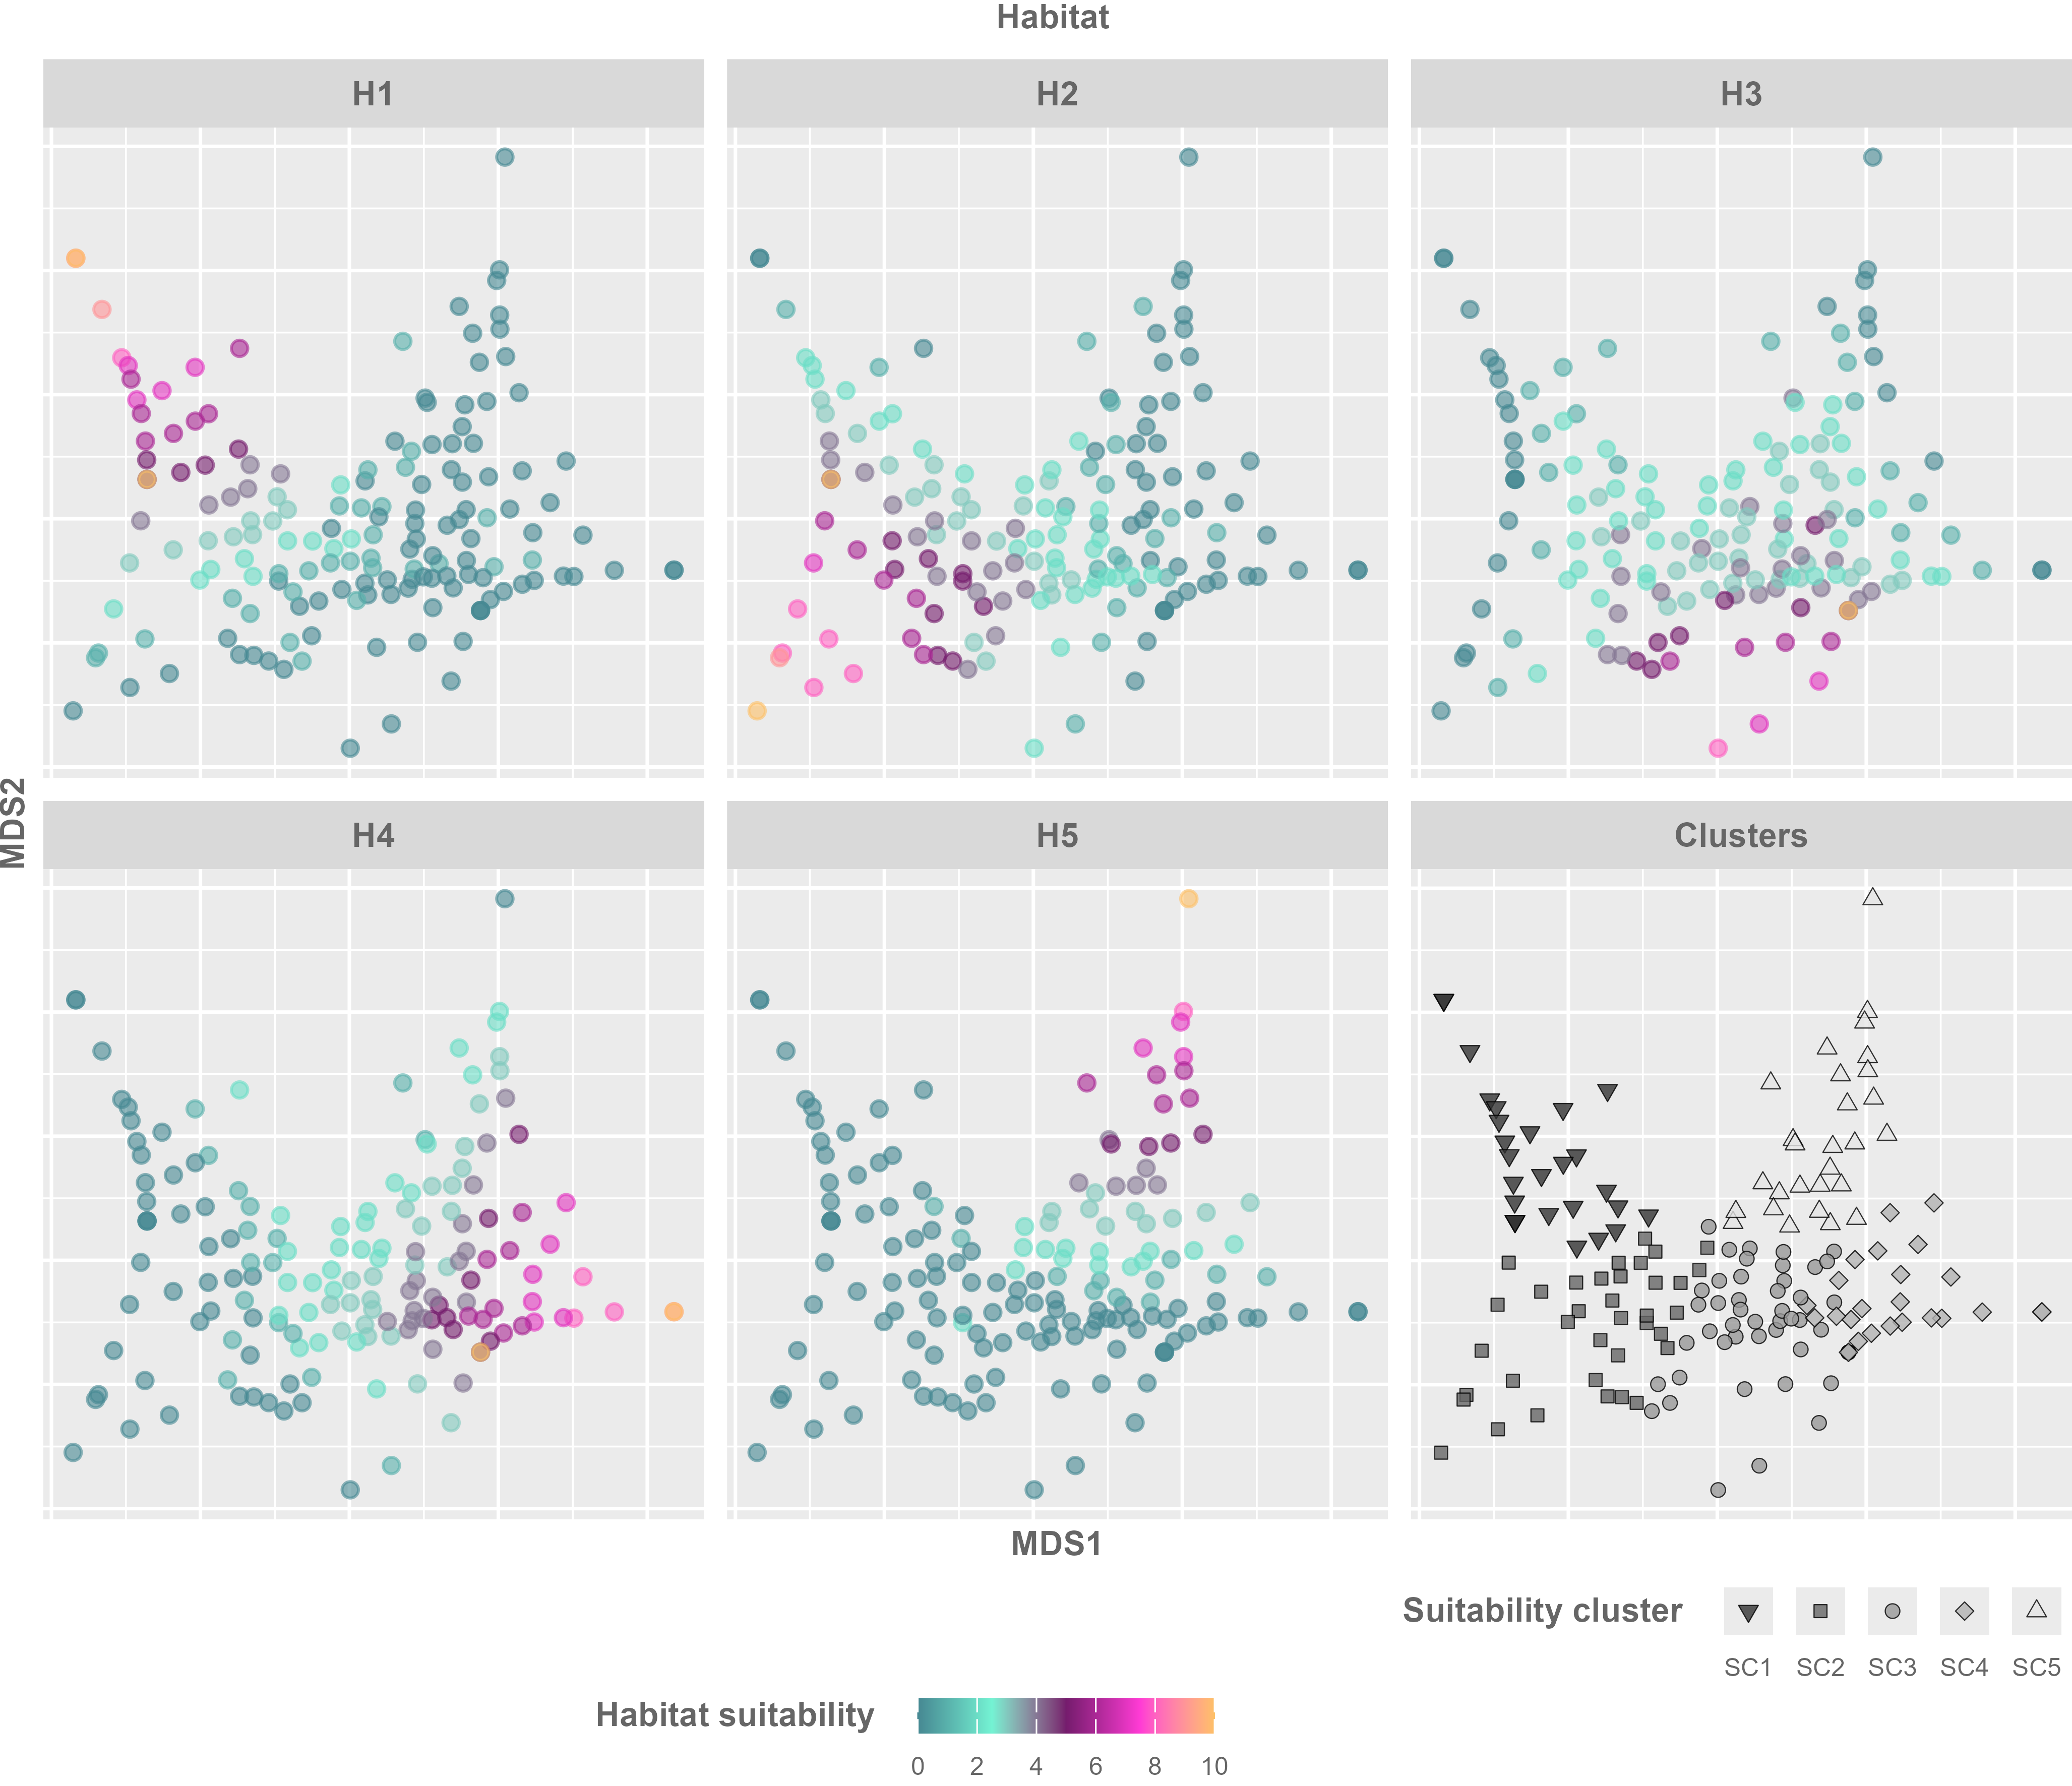 Habitat
H1
H2
H3
MDS2
H4
H5
Clusters
MDS1
Suitability cluster
SC1 SC2 SC3 SC4 SC5
Habitat suitability
0 2 4 6 8 10